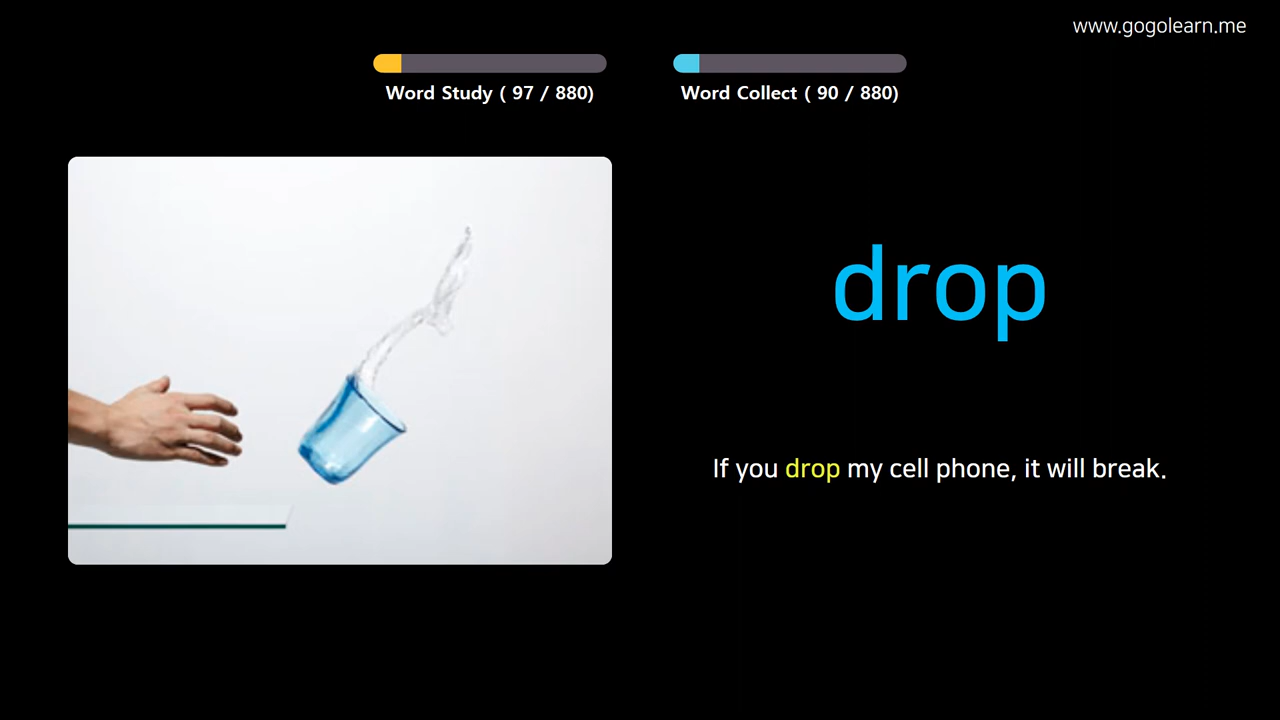 www.gogolearn.me
Word Study ( 97 / 880)
Word Collect ( 90 / 880)
drop
If you drop my cell phone, it will break.